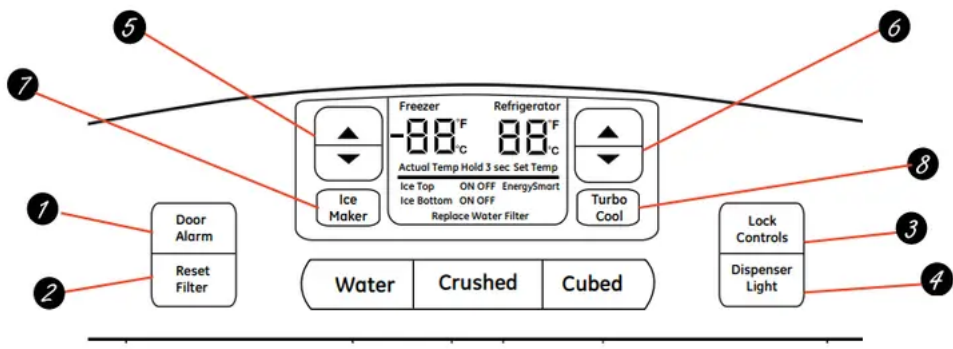 5
6
7
Freezer Refrigerator
-88°F 88°F
°C °C
Actual Temp Hold 3 sec Set Temp
8
Ice Top ON OFF EnergySmart
Ice Bottom ON OFF
Replace Water Filter
Ice
Maker
Turbo
Cool
1
Door
Alarm
Lock
Controls
3
2
Reset
Filter
Dispenser
Light
4
Water Crushed Cubed